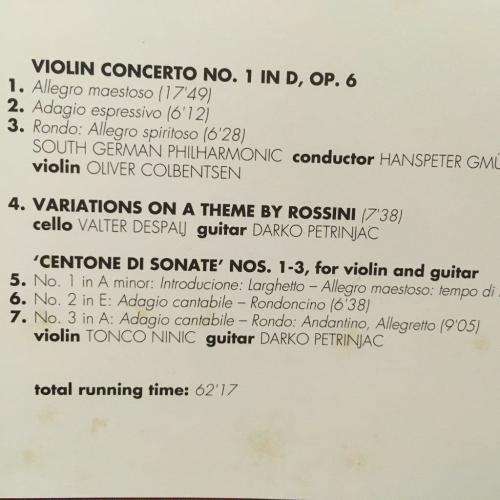 VIOLIN CONCERTO NO. 1 IN D, OP. 6
1. Allegro maestoso (17'49)
2. Adagio espressivo (6'12)
3. Rondo: Allegro spiritoso (6'28)
SOUTH GERMAN PHILHARMONIC conductor HANSPETER GMÜ
violin OLIVER COLBENTSEN
4. VARIATIONS ON A THEME BY ROSSINI (7'38)
cello VALTER DESPALJ guitar DARKO PETRINJAC
‘CENTONE DI SONATE’ NOS. 1-3, for violin and guitar
5. No. 1 in A minor: Introducione: Larghetto – Allegro maestoso: tempo di
6. No. 2 in E: Adagio cantabile – Rondoncino (6'38)
7. No. 3 in A: Adagio cantabile – Rondo: Andantino, Allegretto (9'05)
violin TONCO NINIC guitar DARKO PETRINJAC
total running time: 62'17